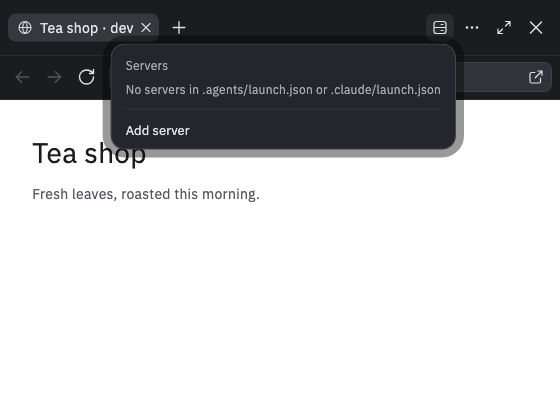 Tea shop · dev
Servers
No servers in .agents/launch.json or .claude/launch.json
Add server
Tea shop
Fresh leaves, roasted this morning.